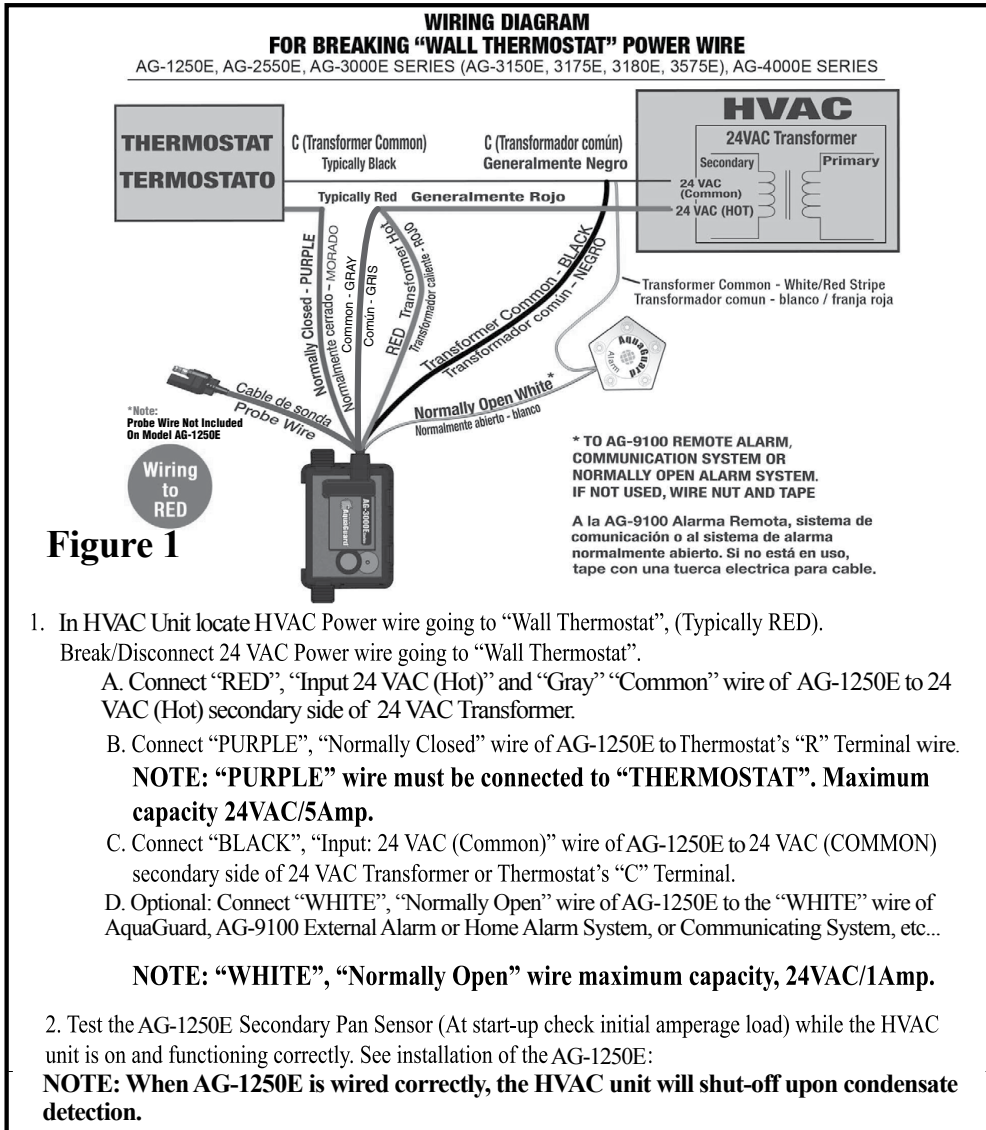 WIRING DIAGRAM
FOR BREAKING “WALL THERMOSTAT” POWER WIRE
AG-1250E, AG-2550E, AG-3000E SERIES (AG-3150E, 3175E, 3180E, 3575E), AG-4000E SERIES
THERMOSTAT
TERMOSTATO
C (Transformer Common)
Typically Black
C (Transformador común)
Generalmente Negro
HVAC
24VAC Transformer
Secondary
Primary
24 VAC
(Common)
24 VAC (HOT)
Typically Red
Generalmente Rojo
Normally Closed - PURPLE
Normalmente cerrado – MORADO
Common - GRAY
Común - GRIS
RED Transformer Hot
Transformador caliente - ROJO
Transformer Common - BLACK
Transformador común - NEGRO
Transformer Common - White/Red Stripe
Transformador comun - blanco / franja roja
AquaGuard
Alarm
Normally Open White*
Normalmente abierto - blanco
Cable de sonda
Probe Wire
*Note:
Probe Wire Not Included
On Model AG-1250E
Wiring
to
RED
AG-3000E
AquaGuard
* TO AG-9100 REMOTE ALARM,
COMMUNICATION SYSTEM OR
NORMALLY OPEN ALARM SYSTEM.
IF NOT USED, WIRE NUT AND TAPE
A la AG-9100 Alarma Remota, sistema de
comunicación o al sistema de alarma
normalmente abierto. Si no está en uso,
tape con una tuerca electrica para cable.
Figure 1
1. In HVAC Unit locate HVAC Power wire going to “Wall Thermostat”, (Typically RED).
Break/Disconnect 24 VAC Power wire going to “Wall Thermostat”.
A. Connect “RED”, “Input 24 VAC (Hot)” and “Gray” “Common” wire of AG-1250E to 24
VAC (Hot) secondary side of 24 VAC Transformer.
B. Connect “PURPLE”, “Normally Closed” wire of AG-1250E to Thermostat’s “R” Terminal wire.
NOTE: “PURPLE” wire must be connected to “THERMOSTAT”. Maximum
capacity 24VAC/5Amp.
C. Connect “BLACK”, “Input: 24 VAC (Common)” wire of AG-1250E to 24 VAC (COMMON)
secondary side of 24 VAC Transformer or Thermostat’s “C” Terminal.
D. Optional: Connect “WHITE”, “Normally Open” wire of AG-1250E to the “WHITE” wire of
AquaGuard, AG-9100 External Alarm or Home Alarm System, or Communicating System, etc...
NOTE: “WHITE”, “Normally Open” wire maximum capacity, 24VAC/1Amp.
2. Test the AG-1250E Secondary Pan Sensor (At start-up check initial amperage load) while the HVAC
unit is on and functioning correctly. See installation of the AG-1250E:
NOTE: When AG-1250E is wired correctly, the HVAC unit will shut-off upon condensate
detection.